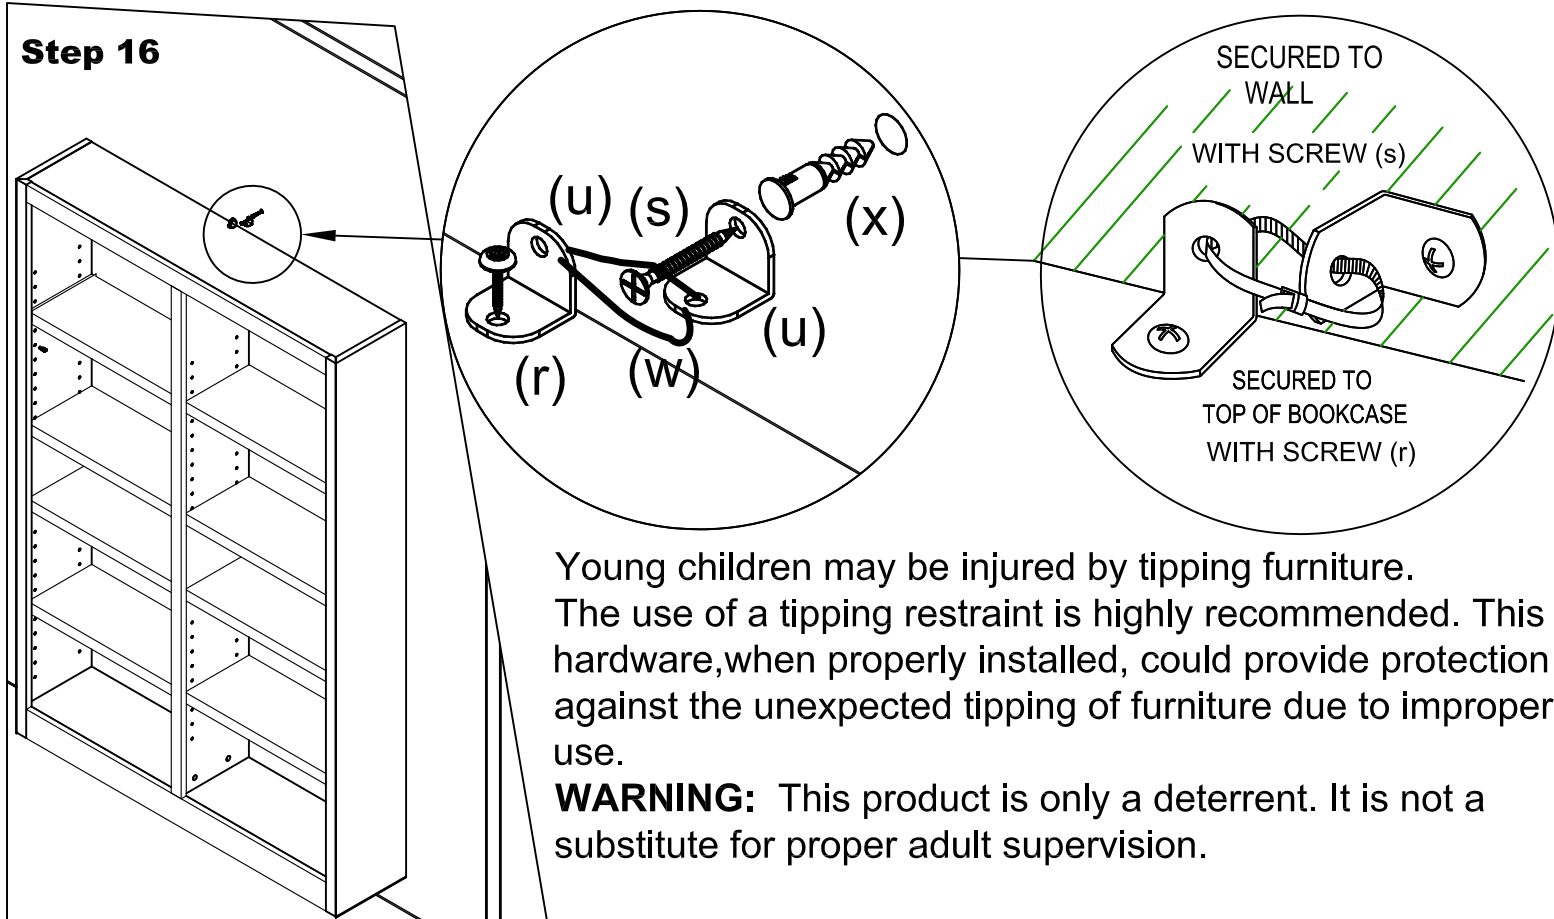 Step 16
(u) (s)
(x)
(u)
(r) (w)
SECURED TO
WALL
WITH SCREW (s)
SECURED TO
TOP OF BOOKCASE
WITH SCREW (r)
Young children may be injured by tipping furniture.
The use of a tipping restraint is highly recommended. This
hardware,when properly installed, could provide protection
against the unexpected tipping of furniture due to improper
use.
WARNING: This product is only a deterrent. It is not a
substitute for proper adult supervision.